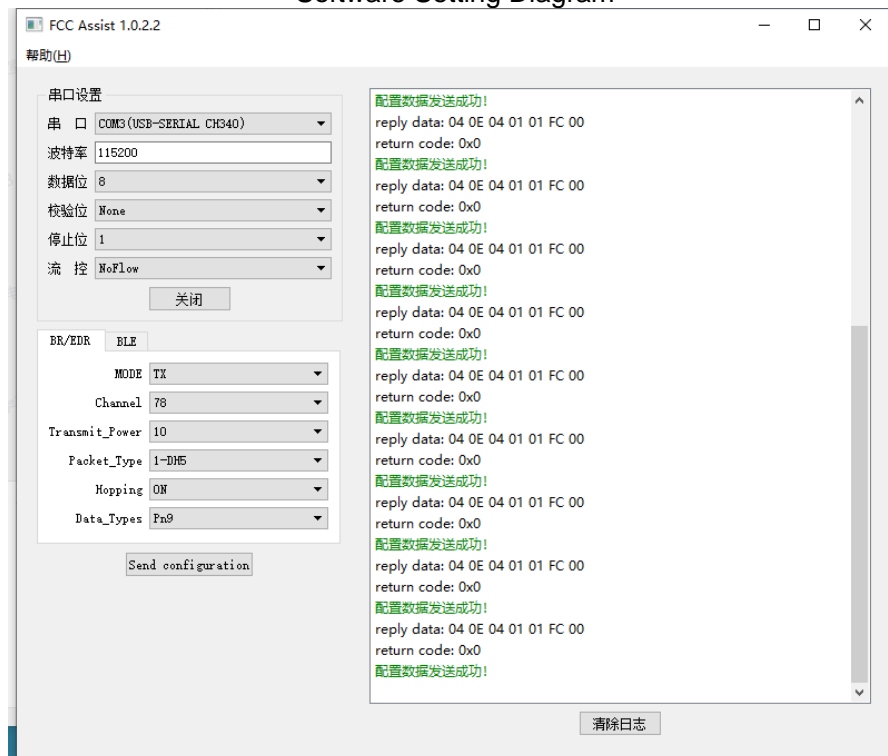 Software Setting Diagram
FCC Assist 1.0.2.2
帮助(H)
串口设置
串 口 COM3(USB-SERIAL CH340)
波特率 115200
数据位 8
校验位 None
停止位 1
流 控 NoFlow
关闭
BR/EDR BLE
MODE TX
Channel 78
Transmit_Power 10
Packet_Type 1-DH5
Hopping ON
Data_Types Pn9
Send configuration
配置数据发送成功!
reply data: 04 0E 04 01 01 FC 00
return code: 0x0
配置数据发送成功!
reply data: 04 0E 04 01 01 FC 00
return code: 0x0
配置数据发送成功!
reply data: 04 0E 04 01 01 FC 00
return code: 0x0
配置数据发送成功!
reply data: 04 0E 04 01 01 FC 00
return code: 0x0
配置数据发送成功!
reply data: 04 0E 04 01 01 FC 00
return code: 0x0
配置数据发送成功!
reply data: 04 0E 04 01 01 FC 00
return code: 0x0
配置数据发送成功!
reply data: 04 0E 04 01 01 FC 00
return code: 0x0
配置数据发送成功!
reply data: 04 0E 04 01 01 FC 00
return code: 0x0
配置数据发送成功!
reply data: 04 0E 04 01 01 FC 00
return code: 0x0
配置数据发送成功!
清除日志